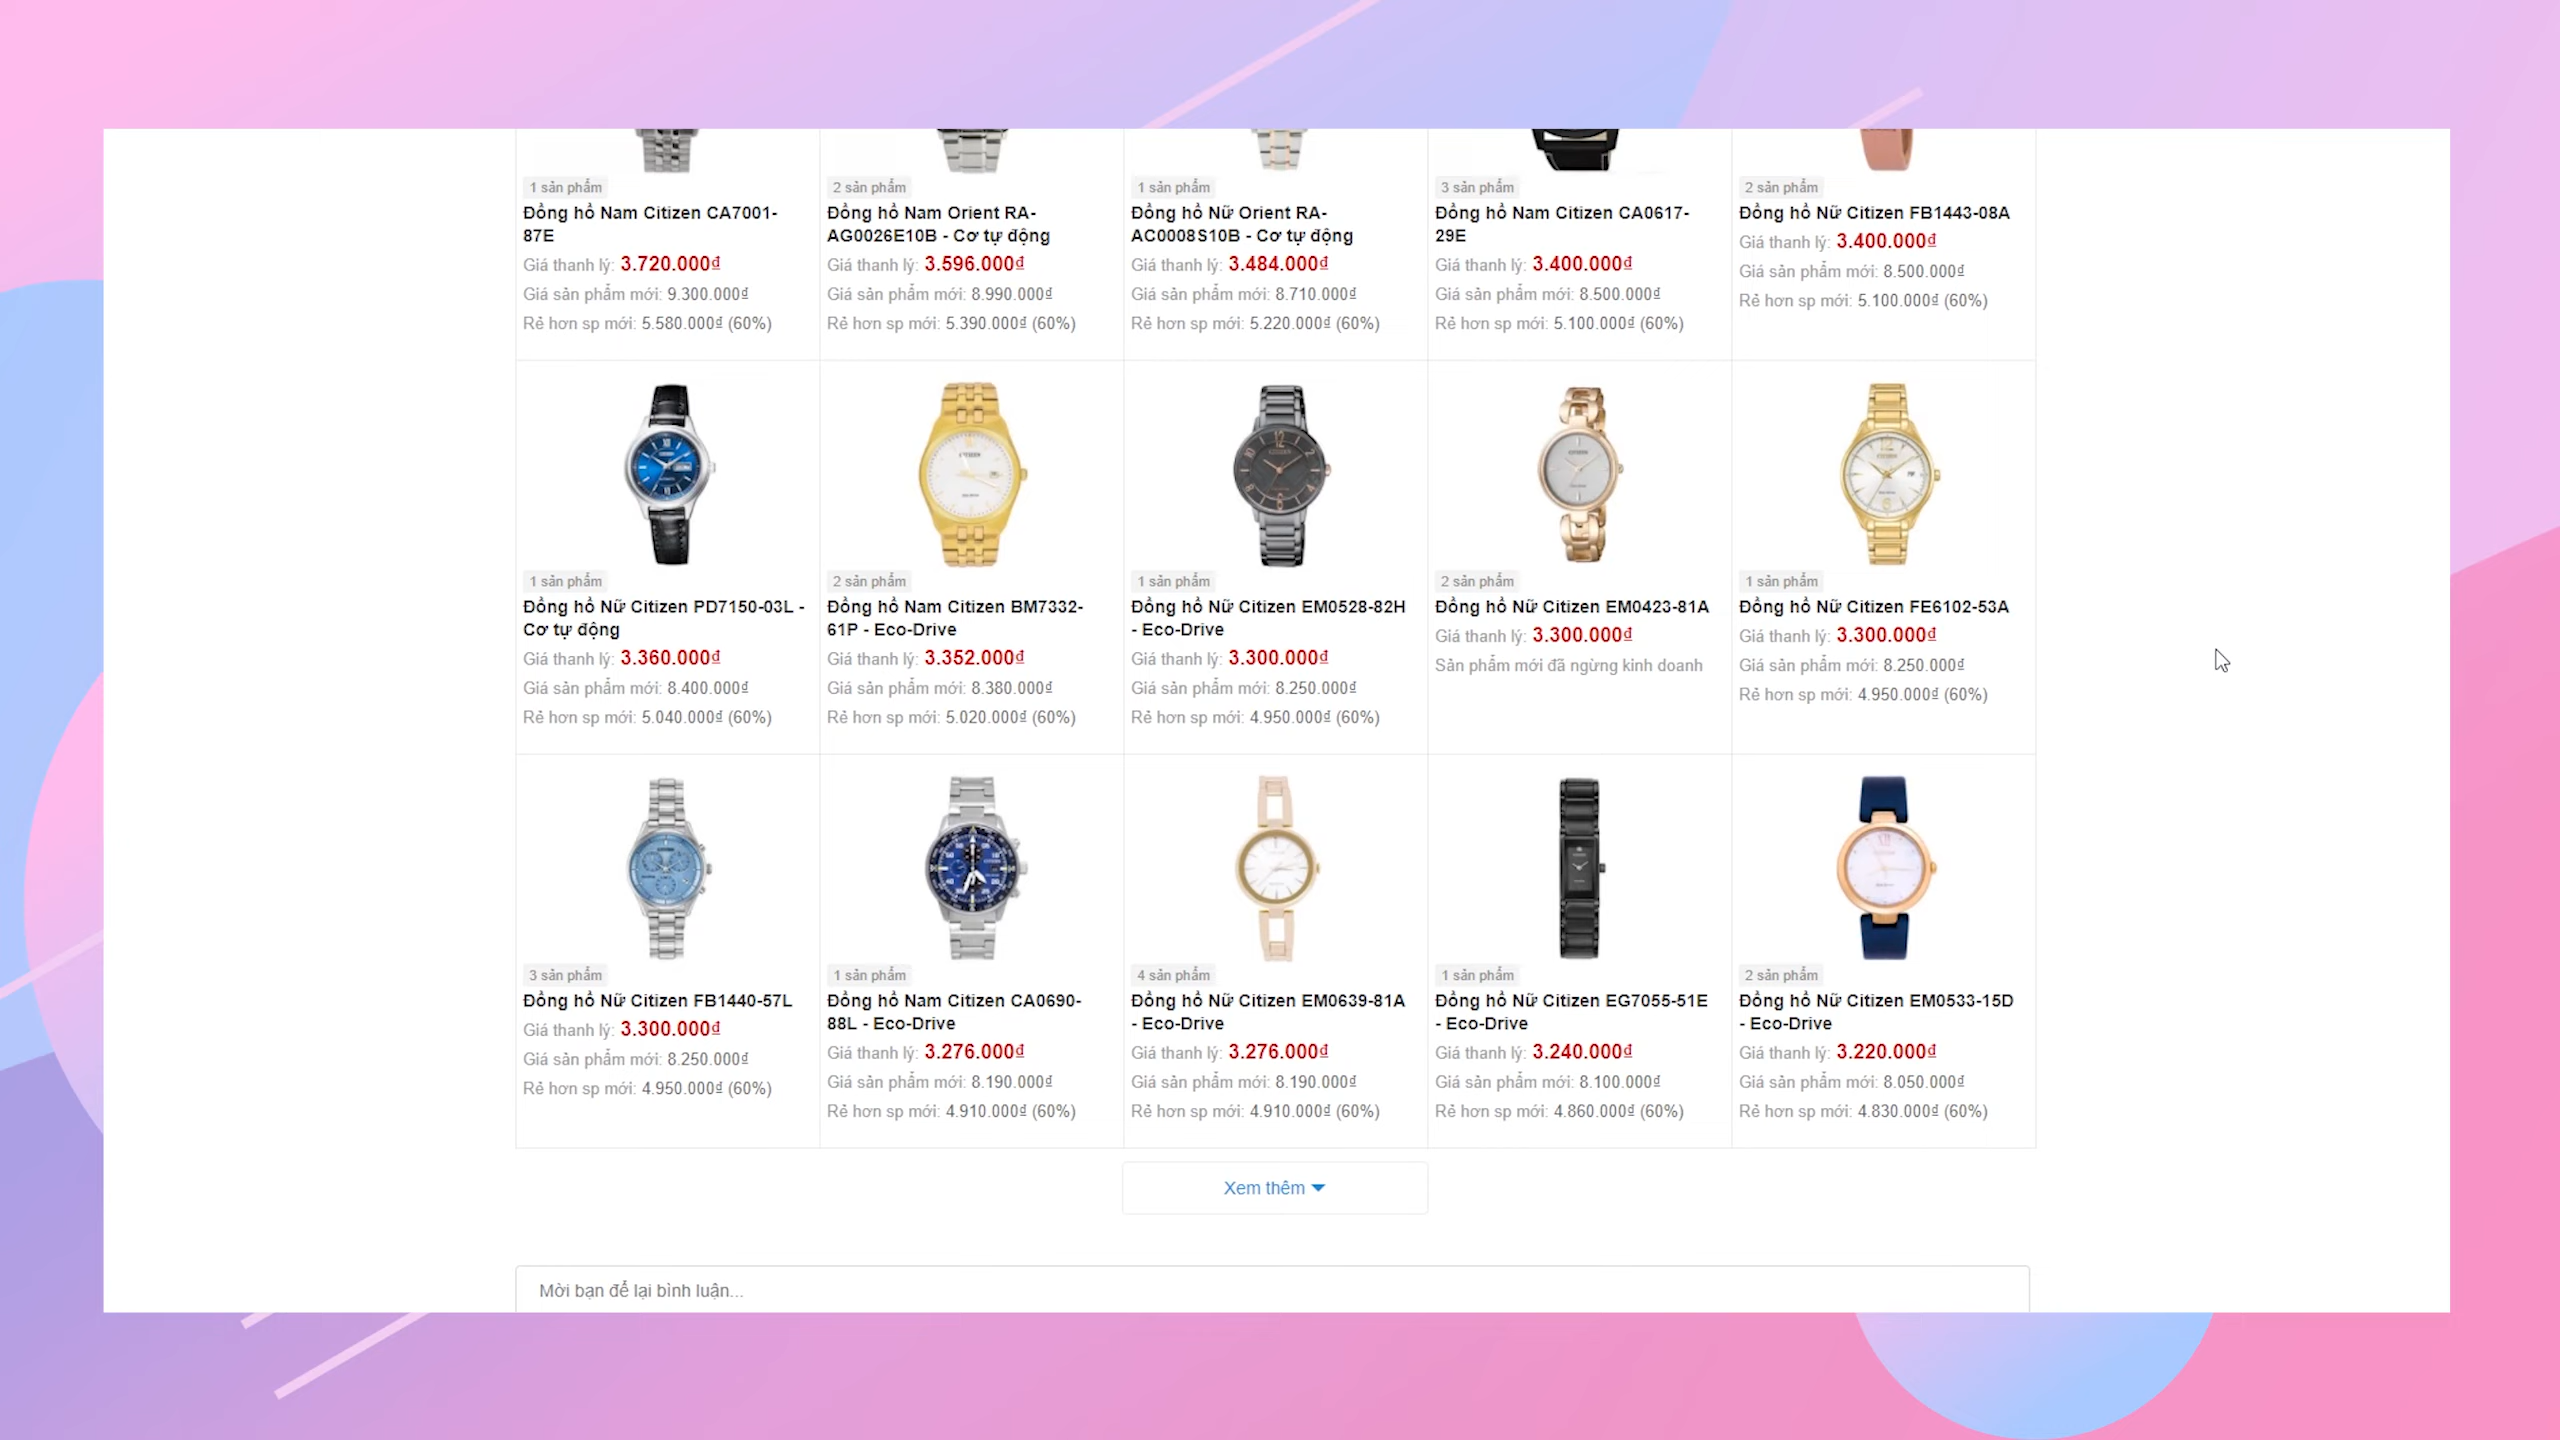 1 sản phẩm
Đồng hồ Nam Citizen CA7001-
87E
Giá thanh lý: 3.720.000₫
Giá sản phẩm mới: 9.300.000₫
Rẻ hơn sp mới: 5.580.000₫ (60%)
2 sản phẩm
Đồng hồ Nam Orient RA-
AG0026E10B - Cơ tự động
Giá thanh lý: 3.596.000₫
Giá sản phẩm mới: 8.990.000₫
Rẻ hơn sp mới: 5.390.000₫ (60%)
1 sản phẩm
Đồng hồ Nữ Orient RA-
AC0008S10B - Cơ tự động
Giá thanh lý: 3.484.000₫
Giá sản phẩm mới: 8.710.000₫
Rẻ hơn sp mới: 5.220.000₫ (60%)
3 sản phẩm
Đồng hồ Nam Citizen CA0617-
29E
Giá thanh lý: 3.400.000₫
Giá sản phẩm mới: 8.500.000₫
Rẻ hơn sp mới: 5.100.000₫ (60%)
2 sản phẩm
Đồng hồ Nữ Citizen FB1443-08A
Giá thanh lý: 3.400.000₫
Giá sản phẩm mới: 8.500.000₫
Rẻ hơn sp mới: 5.100.000₫ (60%)
1 sản phẩm
Đồng hồ Nữ Citizen PD7150-03L -
Cơ tự động
Giá thanh lý: 3.360.000₫
Giá sản phẩm mới: 8.400.000₫
Rẻ hơn sp mới: 5.040.000₫ (60%)
2 sản phẩm
Đồng hồ Nam Citizen BM7332-
61P - Eco-Drive
Giá thanh lý: 3.352.000₫
Giá sản phẩm mới: 8.380.000₫
Rẻ hơn sp mới: 5.020.000₫ (60%)
1 sản phẩm
Đồng hồ Nữ Citizen EM0528-82H
- Eco-Drive
Giá thanh lý: 3.300.000₫
Giá sản phẩm mới: 8.250.000₫
Rẻ hơn sp mới: 4.950.000₫ (60%)
2 sản phẩm
Đồng hồ Nữ Citizen EM0423-81A
Giá thanh lý: 3.300.000₫
Sản phẩm mới đã ngừng kinh doanh
1 sản phẩm
Đồng hồ Nữ Citizen FE6102-53A
Giá thanh lý: 3.300.000₫
Giá sản phẩm mới: 8.250.000₫
Rẻ hơn sp mới: 4.950.000₫ (60%)
3 sản phẩm
Đồng hồ Nữ Citizen FB1440-57L
Giá thanh lý: 3.300.000₫
Giá sản phẩm mới: 8.250.000₫
Rẻ hơn sp mới: 4.950.000₫ (60%)
1 sản phẩm
Đồng hồ Nam Citizen CA0690-
88L - Eco-Drive
Giá thanh lý: 3.276.000₫
Giá sản phẩm mới: 8.190.000₫
Rẻ hơn sp mới: 4.910.000₫ (60%)
4 sản phẩm
Đồng hồ Nữ Citizen EM0639-81A
- Eco-Drive
Giá thanh lý: 3.276.000₫
Giá sản phẩm mới: 8.190.000₫
Rẻ hơn sp mới: 4.910.000₫ (60%)
1 sản phẩm
Đồng hồ Nữ Citizen EG7055-51E
- Eco-Drive
Giá thanh lý: 3.240.000₫
Giá sản phẩm mới: 8.100.000₫
Rẻ hơn sp mới: 4.860.000₫ (60%)
2 sản phẩm
Đồng hồ Nữ Citizen EM0533-15D
- Eco-Drive
Giá thanh lý: 3.220.000₫
Giá sản phẩm mới: 8.050.000₫
Rẻ hơn sp mới: 4.830.000₫ (60%)
Xem thêm
Mời bạn để lại bình luận...